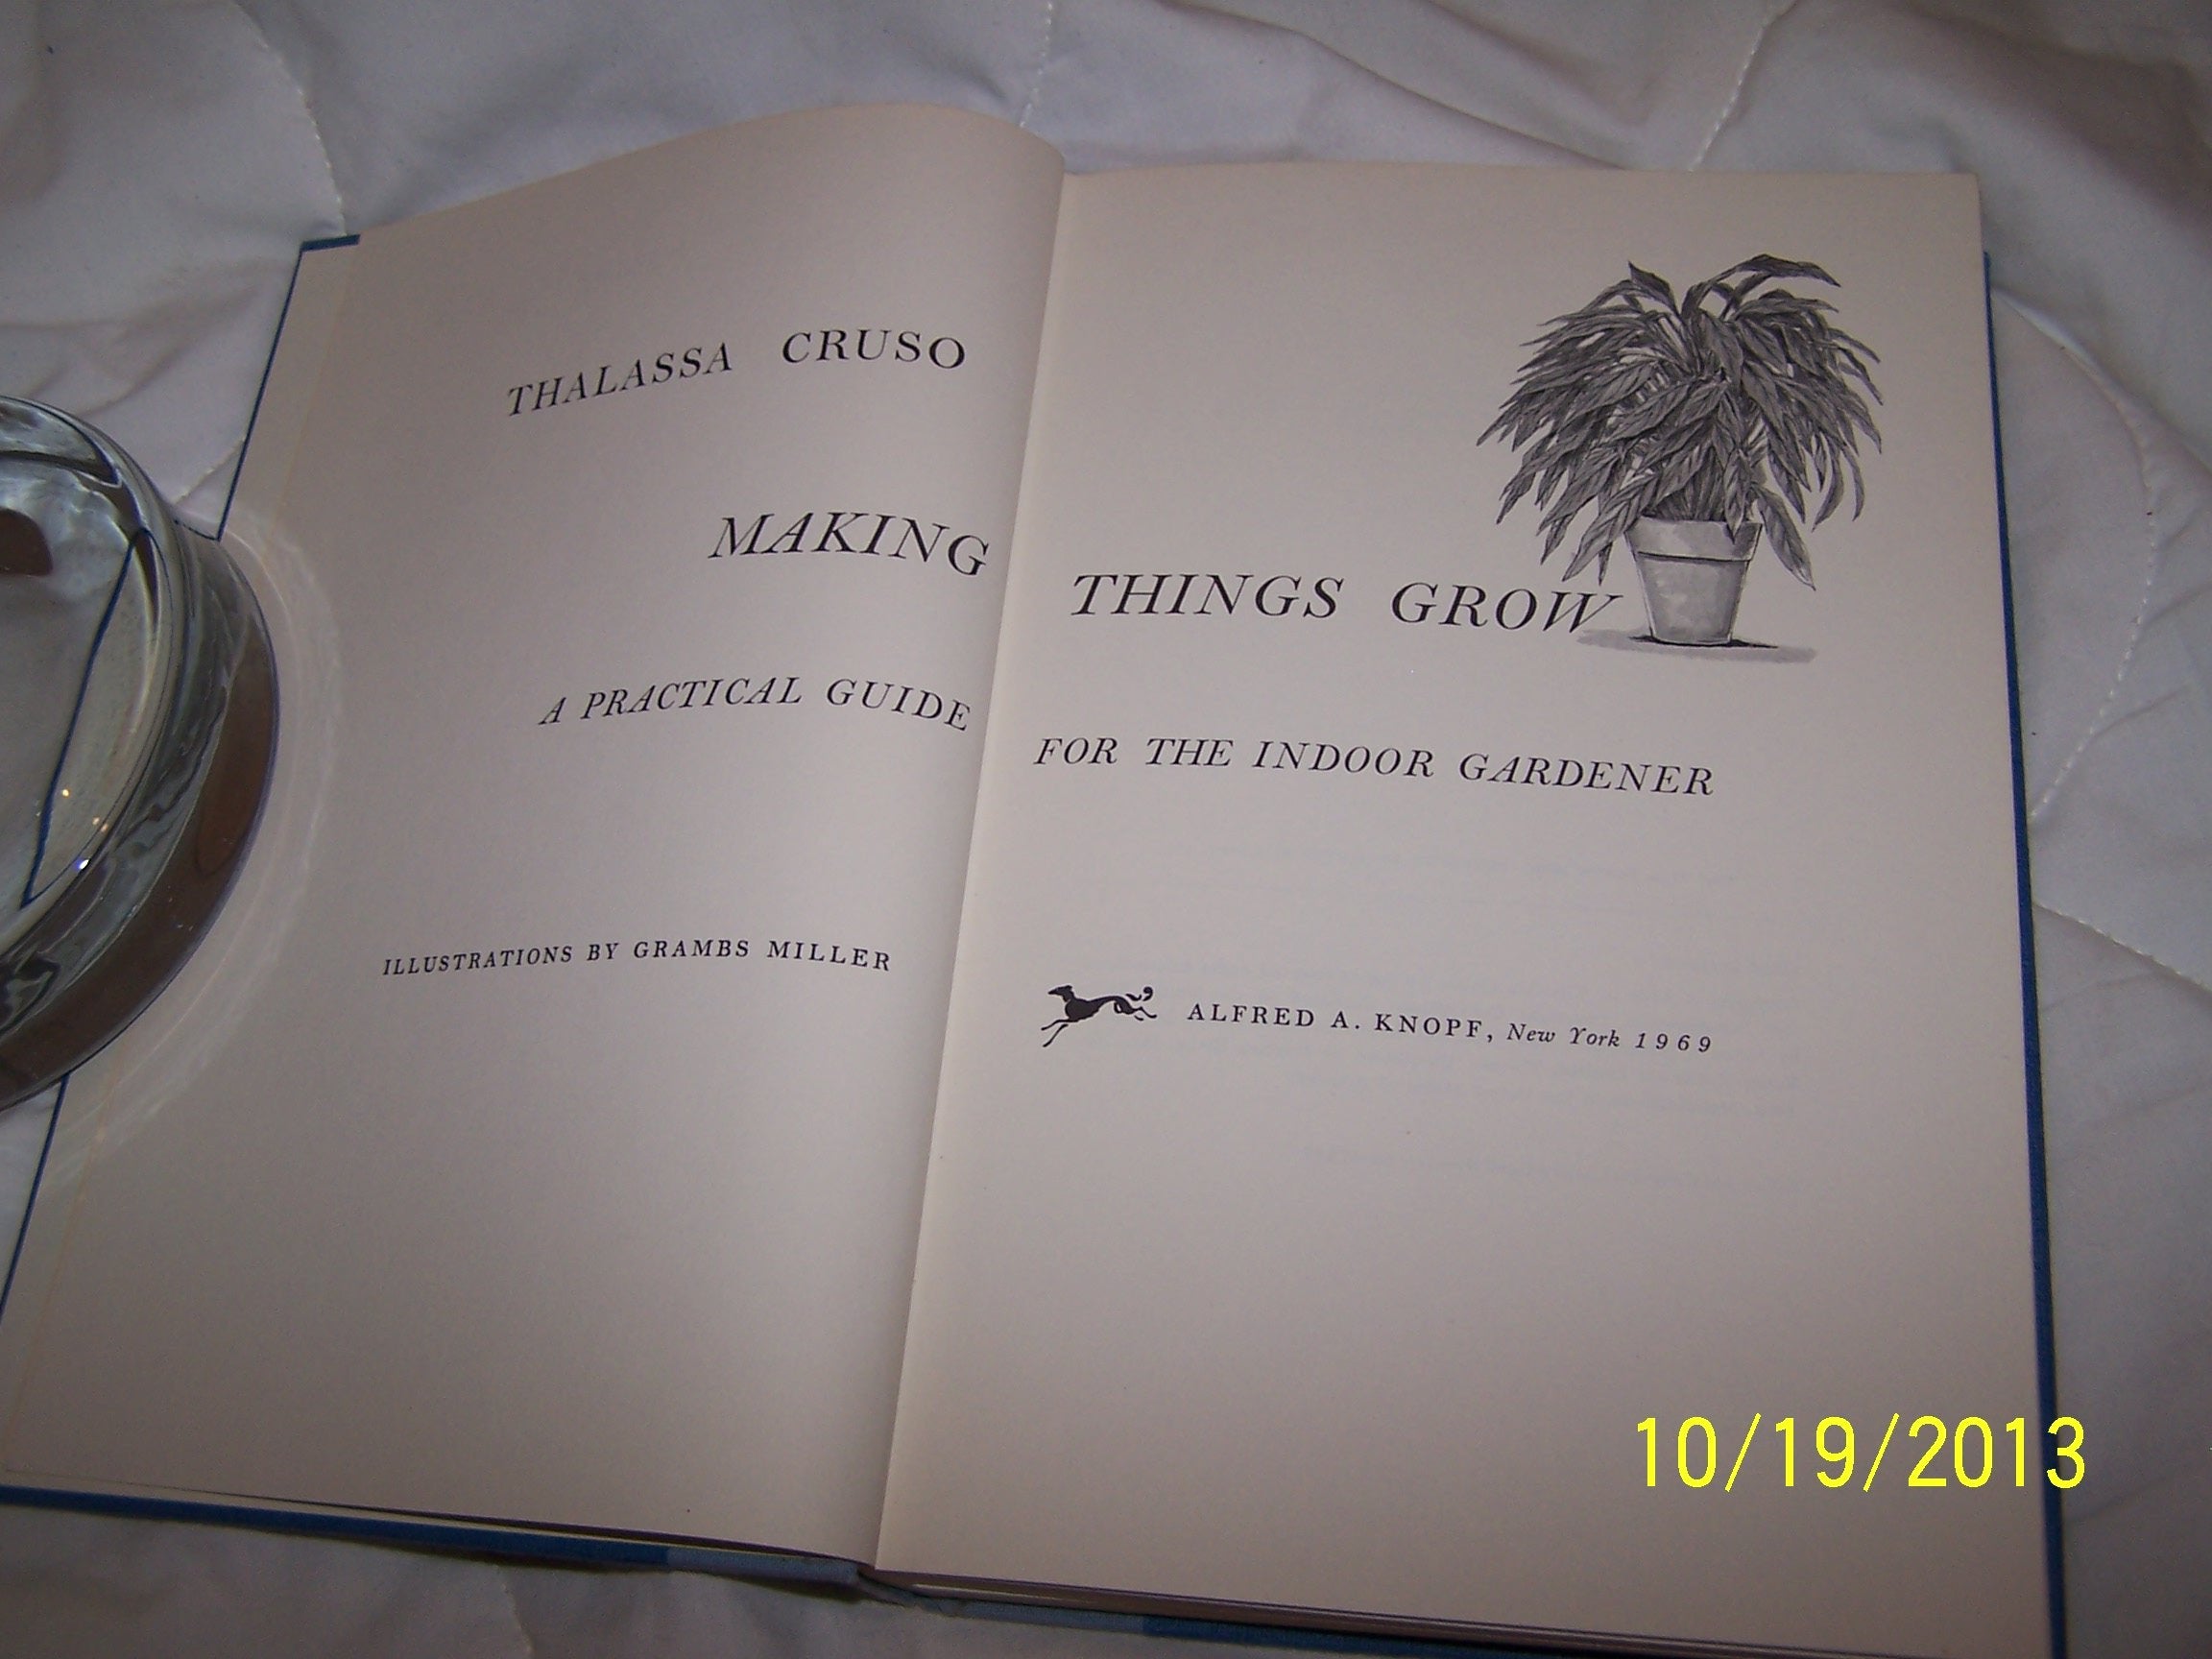 THALASSA CRUSO
MAKING THINGS GROW
A PRACTICAL GUIDE FOR THE INDOOR GARDENER
ILLUSTRATIONS BY GRAMBS MILLER
ALFRED A. KNOPF, New York 1969
10/19/2013